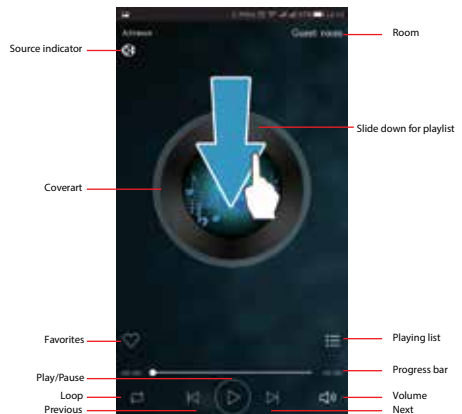 Guest room
Room
Source indicator
Slide down for playlist
Coverart
Favorites
Playing list
Progress bar
Play/Pause
Loop
Volume
Previous
Next